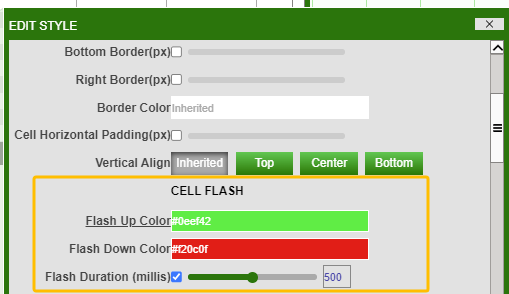 EDIT STYLE
Bottom Border(px)
Right Border(px)
Border Color Inherited
Cell Horizontal Padding(px)
Vertical Align Inherited Top Center Bottom
CELL FLASH
Flash Up Color #0eef42
Flash Down Color #f20c0f
Flash Duration (millis) 500